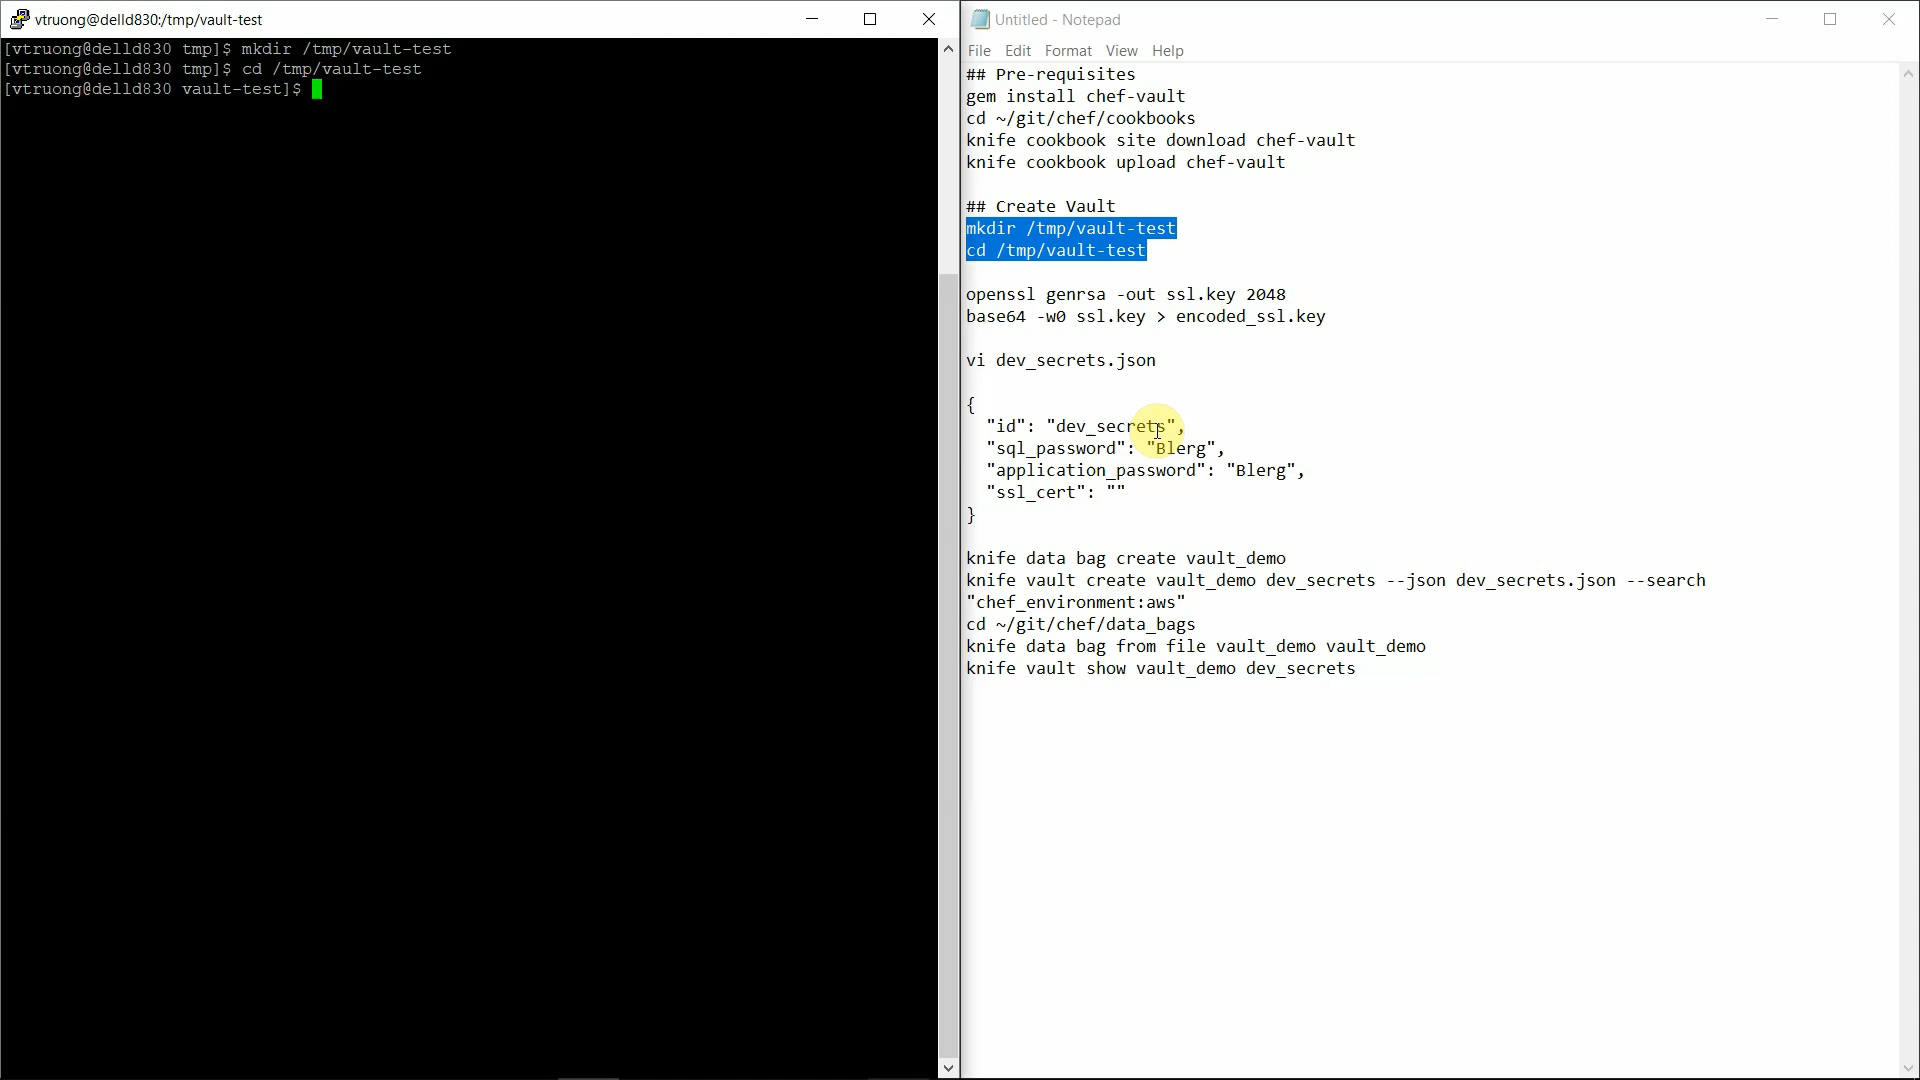 vtruong@delld830:/tmp/vault-test
[vtruong@delld830 tmp]$ mkdir /tmp/vault-test
[vtruong@delld830 tmp]$ cd /tmp/vault-test
[vtruong@delld830 vault-test]$
Untitled - Notepad
File Edit Format View Help
## Pre-requisites
gem install chef-vault
cd ~/git/chef/cookbooks
knife cookbook site download chef-vault
knife cookbook upload chef-vault
## Create Vault
mkdir /tmp/vault-test
cd /tmp/vault-test
openssl genrsa -out ssl.key 2048
base64 -w0 ssl.key > encoded_ssl.key
vi dev_secrets.json
{
"id": "dev_secrets",
"sql_password": "Blerg",
"application_password": "Blerg",
"ssl_cert": ""
}
knife data bag create vault_demo
knife vault create vault_demo dev_secrets --json dev_secrets.json --search
"chef_environment:aws"
cd ~/git/chef/data_bags
knife data bag from file vault_demo vault_demo
knife vault show vault_demo dev_secrets